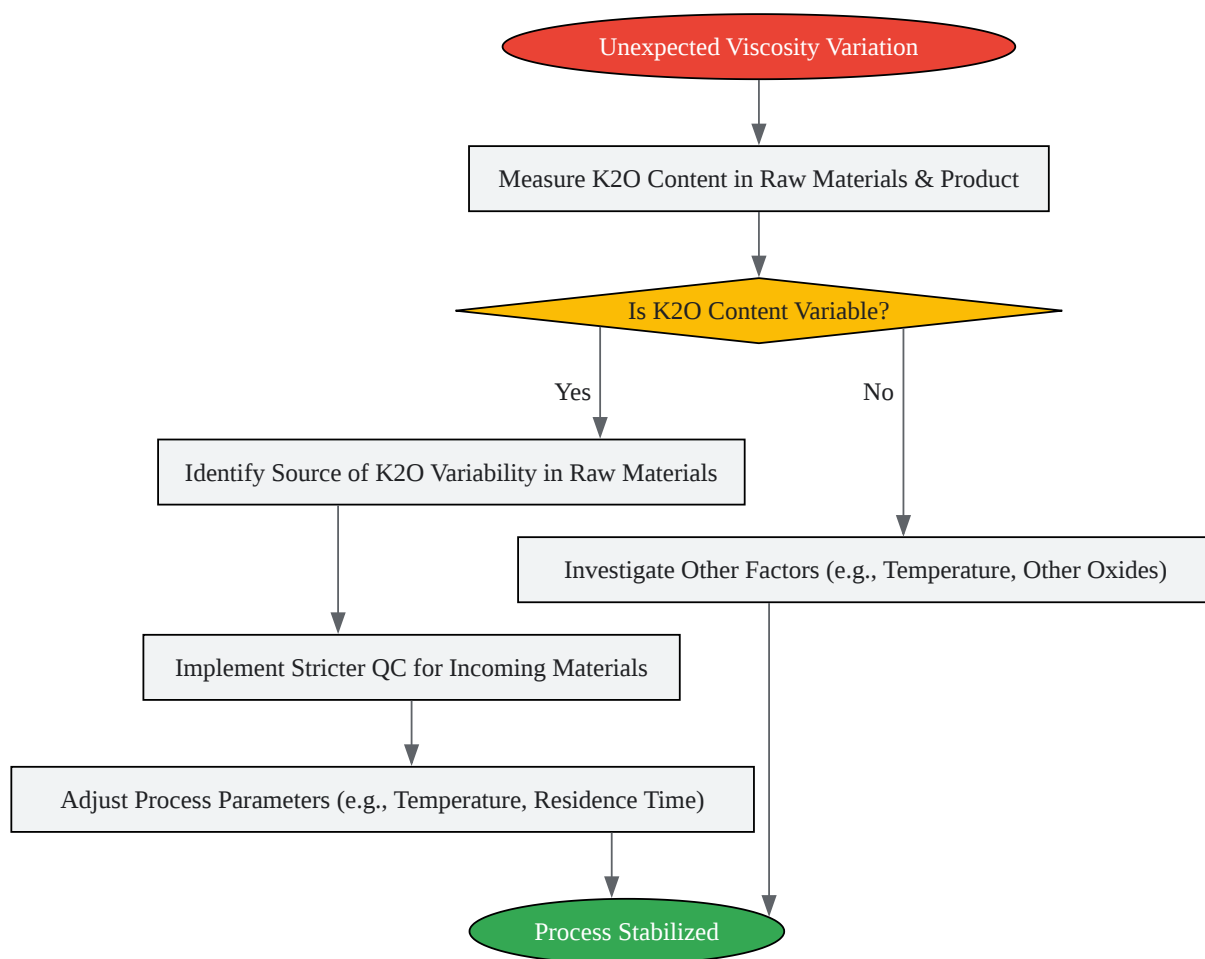 Unexpected Viscosity Variation
Measure K2O Content in Raw Materials & Product
Is K2O Content Variable?
Yes
No
Identify Source of K2O Variability in Raw Materials
Investigate Other Factors (e.g., Temperature, Other Oxides)
Implement Stricter QC for Incoming Materials
Adjust Process Parameters (e.g., Temperature, Residence Time)
Process Stabilized